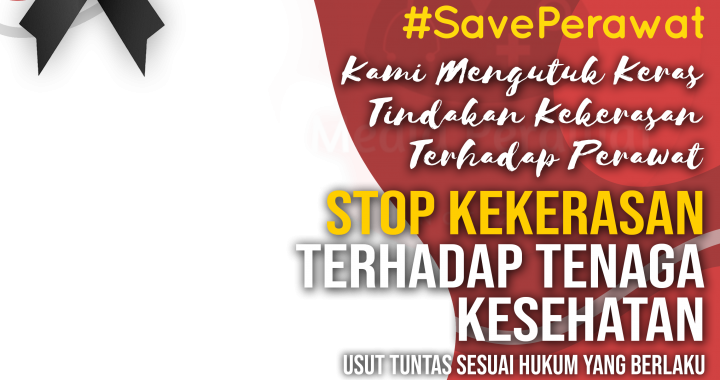 #SavePerawat
Kami Mengutuk Keras
Tindakan Kekerasan
Terhadap Perawat
STOP KEKERASAN
TERHADAP TENAGA
KESEHATAN
USUT TUNTAS SESUAI HUKUM YANG BERLAKU